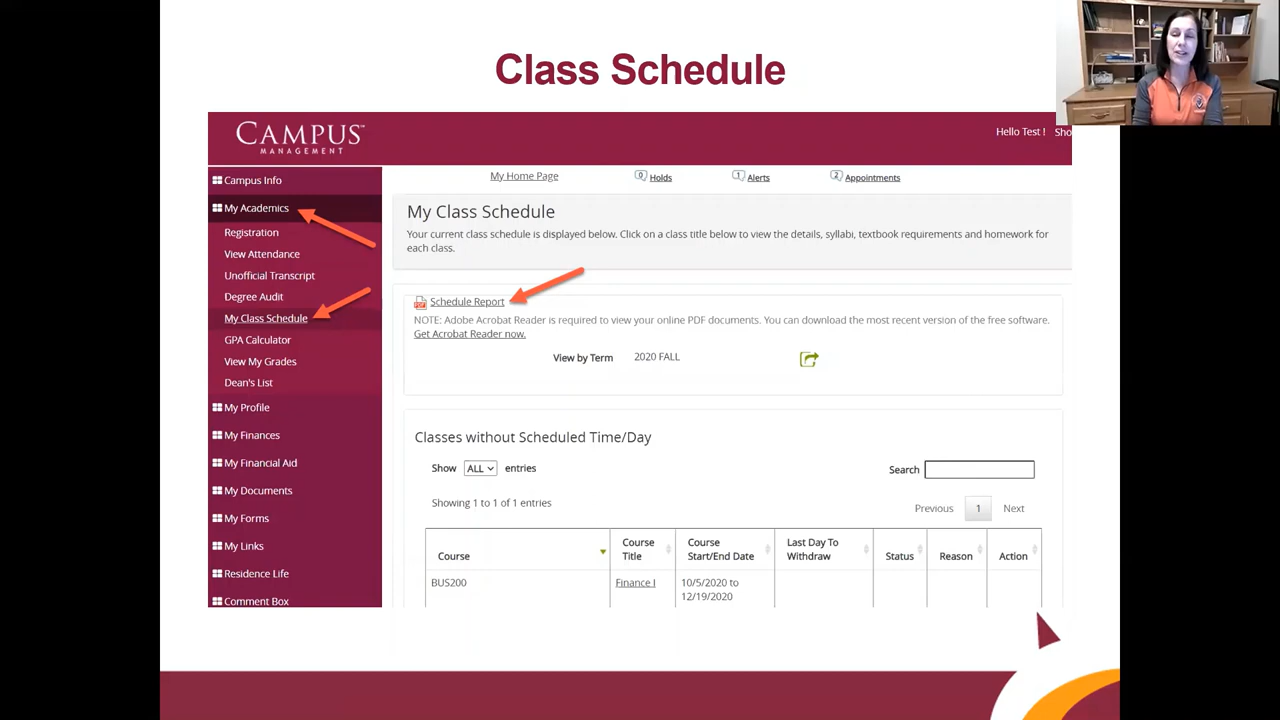 Class Schedule
CAMPUS
MANAGEMENT
Hello Test ! Sho
Campus Info
My Academics
Registration
View Attendance
Unofficial Transcript
Degree Audit
My Class Schedule
GPA Calculator
View My Grades
Dean's List
My Profile
My Finances
My Financial Aid
My Documents
My Forms
My Links
Residence Life
Comment Box
My Home Page 0 Holds 1 Alerts 2 Appointments
My Class Schedule
Your current class schedule is displayed below. Click on a class title below to view the details, syllabi, textbook requirements and homework for
each class.
PDF Schedule Report
NOTE: Adobe Acrobat Reader is required to view your online PDF documents. You can download the most recent version of the free software.
Get Acrobat Reader now.
View by Term 2020 FALL
Classes without Scheduled Time/Day
Show ALL entries Search
Showing 1 to 1 of 1 entries Previous 1 Next
Course Course Title Course Start/End Date Last Day To Withdraw Status Reason Action
BUS200 Finance I 10/5/2020 to
12/19/2020